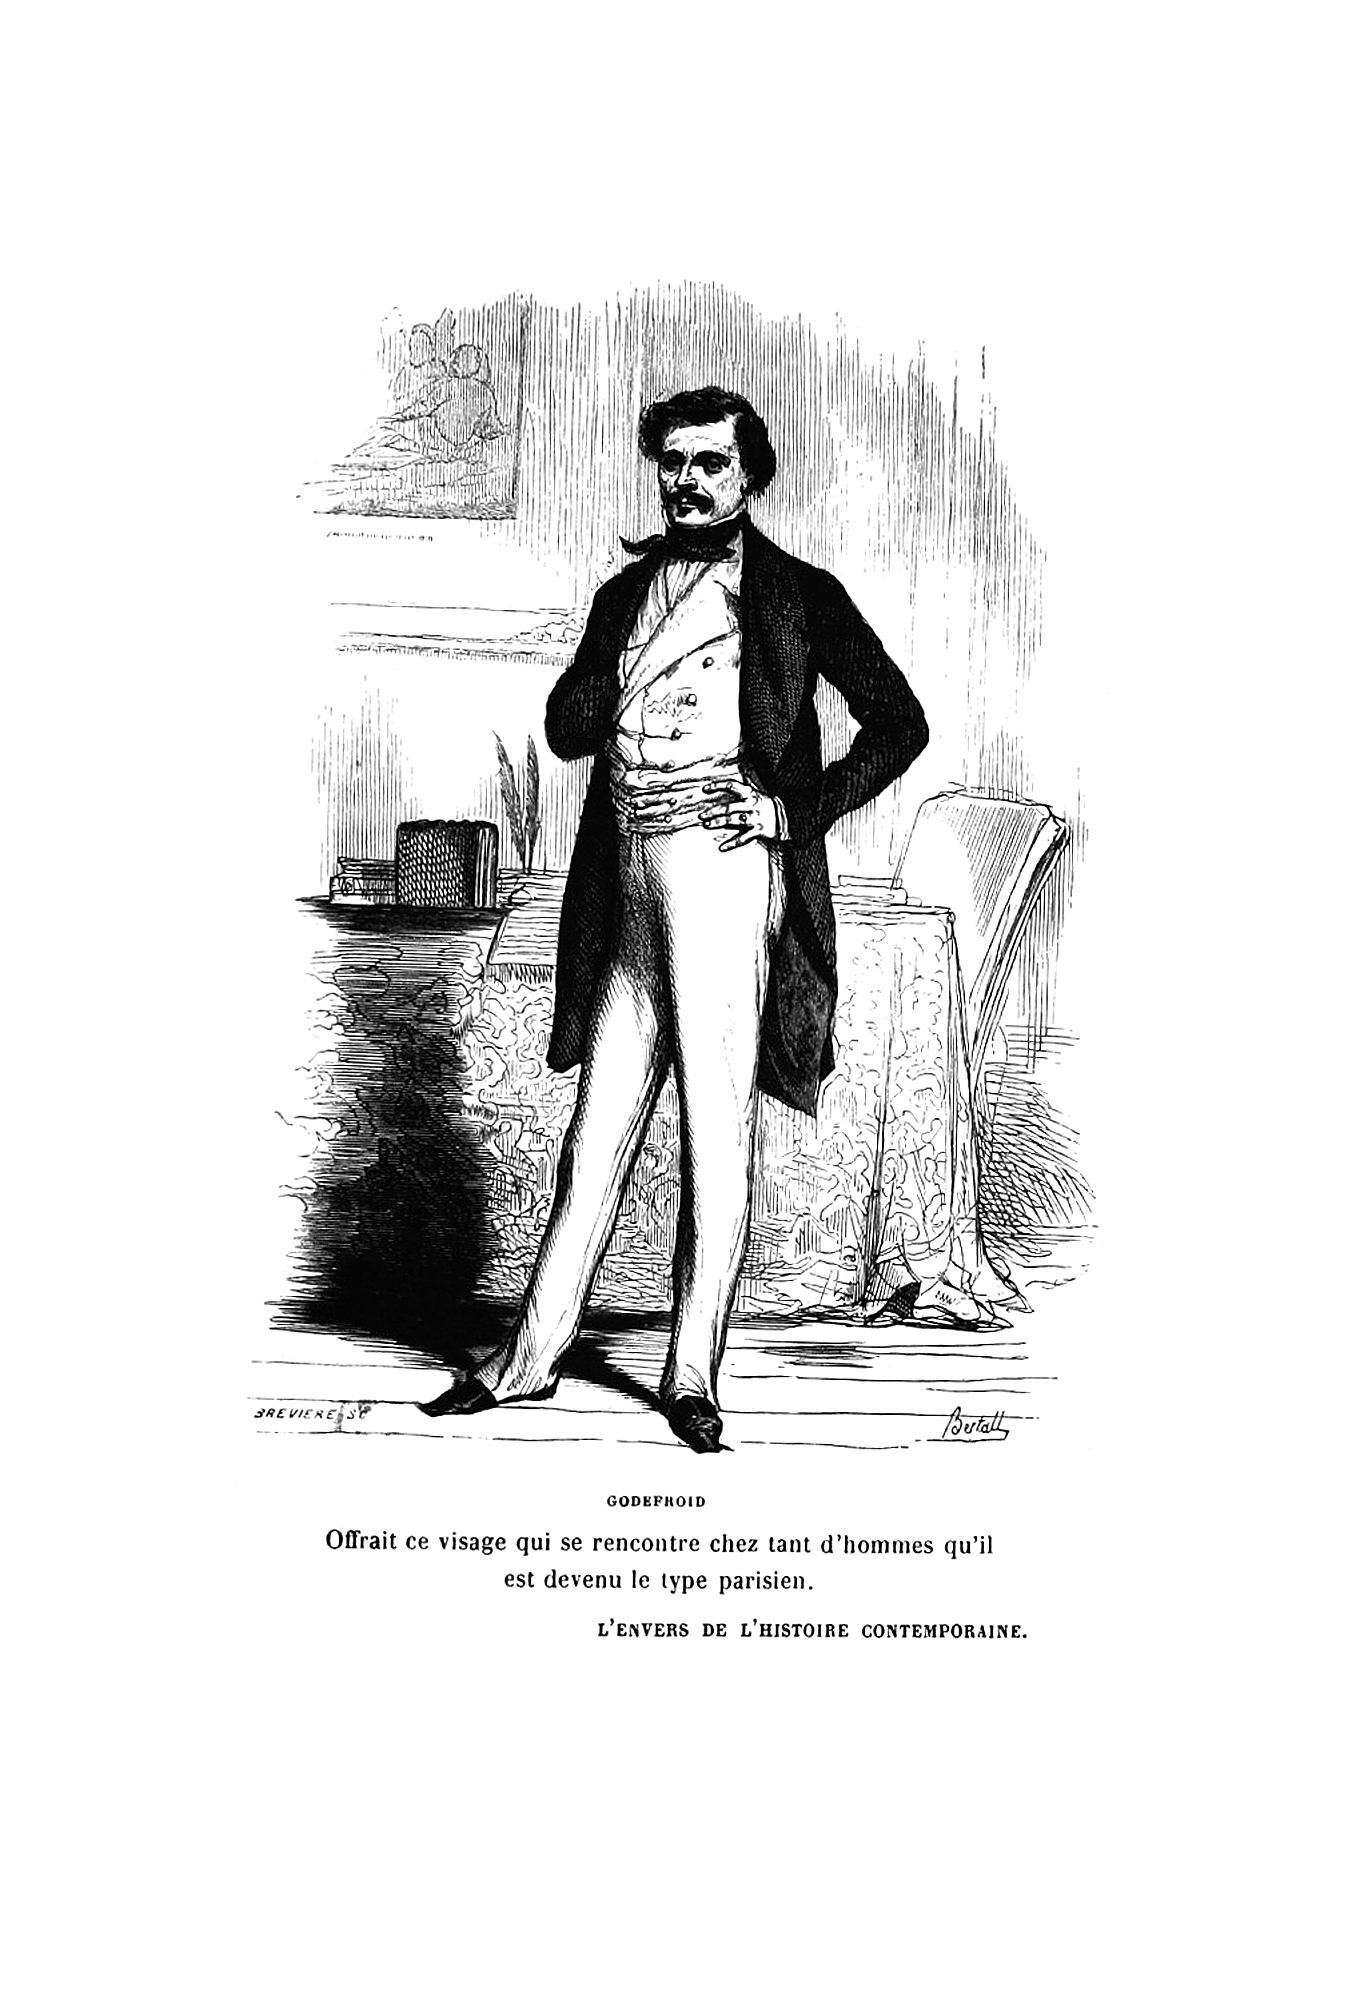 BREVIERE SC
Bertall
GODEFROID
Offrait ce visage qui se rencontre chez tant d'hommes qu'il
est devenu le type parisien.
L'ENVERS DE L'HISTOIRE CONTEMPORAINE.